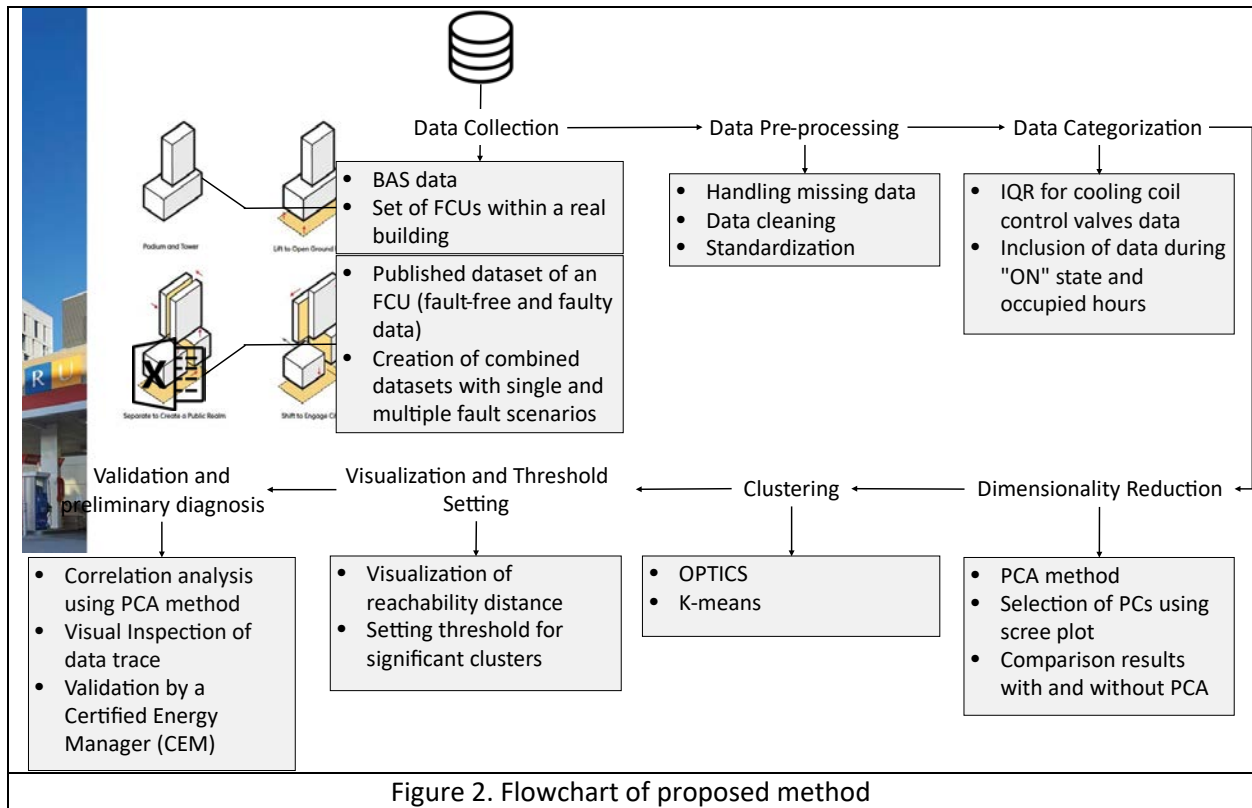 Data Collection
Data Pre-processing
Data Categorization
• BAS data
• Set of FCUs within a real
building
• Published dataset of an
FCU (fault-free and faulty
data)
• Creation of combined
datasets with single and
multiple fault scenarios
• Handling missing data
• Data cleaning
• Standardization
• IQR for cooling coil
control valves data
• Inclusion of data during
"ON" state and
occupied hours
Podium and Tower
Lift to Open Ground
Separate to Create a Public Realm
Shift to Engage
X
R U
Validation and
preliminary diagnosis
Visualization and Threshold
Setting
Clustering
Dimensionality Reduction
• Correlation analysis
using PCA method
• Visual Inspection of
data trace
• Validation by a
Certified Energy
Manager (CEM)
• Visualization of
reachability distance
• Setting threshold for
significant clusters
• OPTICS
• K-means
• PCA method
• Selection of PCs using
scree plot
• Comparison results
with and without PCA
Figure 2. Flowchart of proposed method